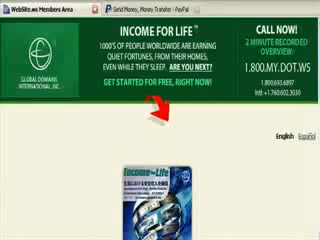 WebSite.ws Members Area
Send Money, Money Transfer - PayPal
INCOME FOR LIFE™
1000'S OF PEOPLE WORLDWIDE ARE EARNING
QUIET FORTUNES, FROM THEIR HOMES,
EVEN WHILE THEY SLEEP. ARE YOU NEXT?
GET STARTED FOR FREE, RIGHT NOW!
GLOBAL DOMAINS
INTERNATIONAL, INC.
CALL NOW!
2 MINUTE RECORDED
OVERVIEW:
1.800.MY.DOT.WS
1.800.693.6897
Intl: +1.760.602.3030
English Español
Income for Life